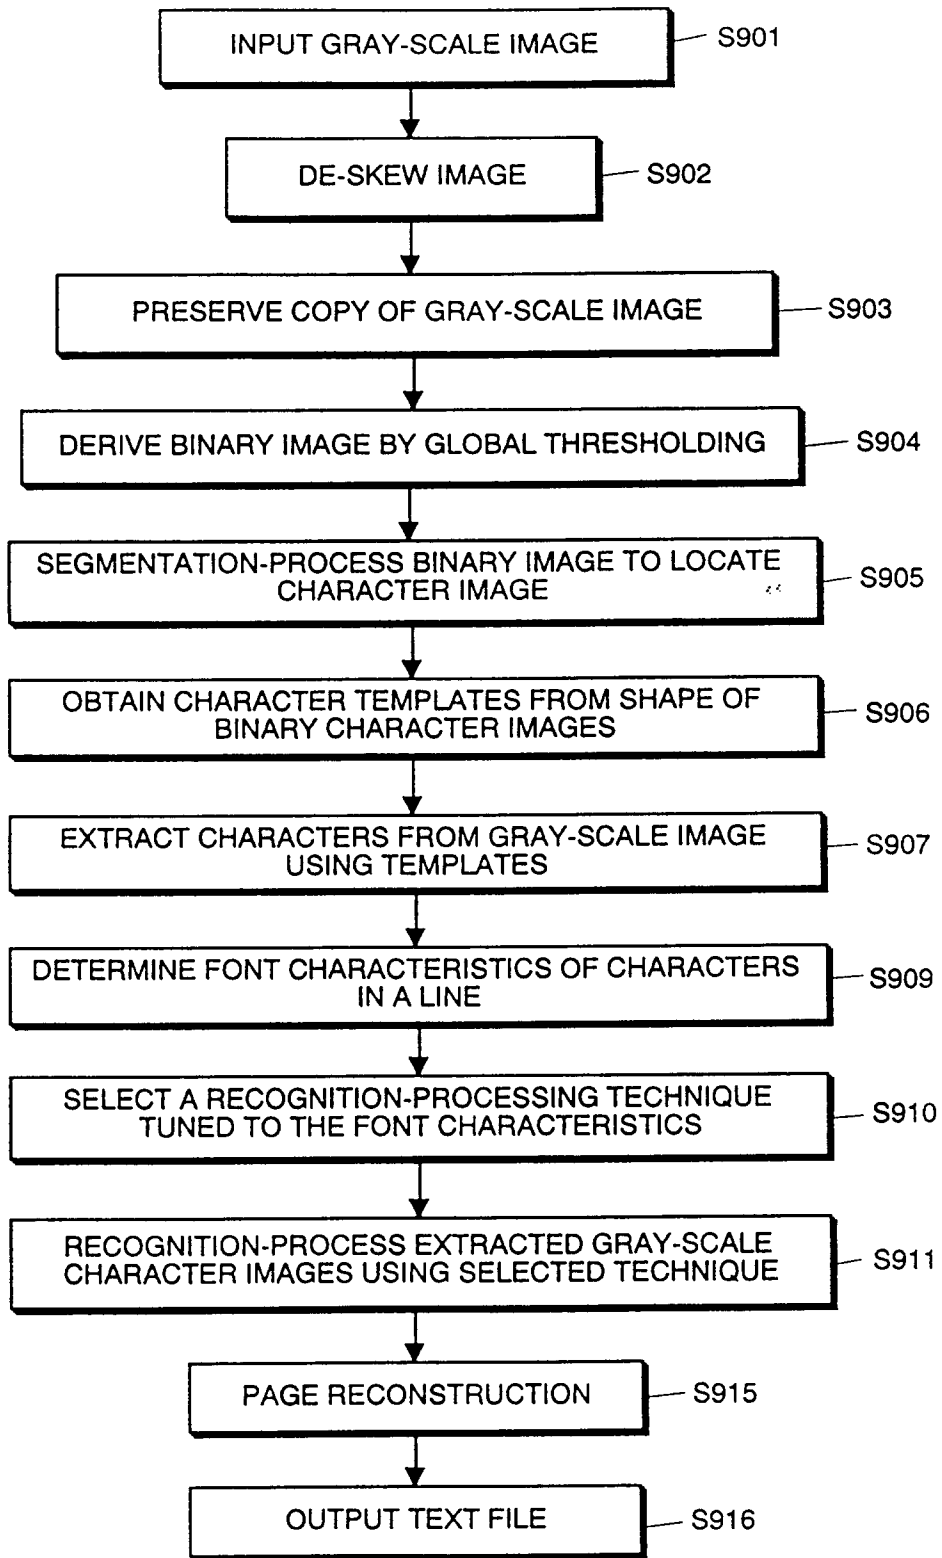 INPUT GRAY-SCALE IMAGE
S901
DE-SKEW IMAGE
S902
PRESERVE COPY OF GRAY-SCALE IMAGE
S903
DERIVE BINARY IMAGE BY GLOBAL THRESHOLDING
S904
SEGMENTATION-PROCESS BINARY IMAGE TO LOCATE
CHARACTER IMAGE
S905
OBTAIN CHARACTER TEMPLATES FROM SHAPE OF
BINARY CHARACTER IMAGES
S906
EXTRACT CHARACTERS FROM GRAY-SCALE IMAGE
USING TEMPLATES
S907
DETERMINE FONT CHARACTERISTICS OF CHARACTERS
IN A LINE
S909
SELECT A RECOGNITION-PROCESSING TECHNIQUE
TUNED TO THE FONT CHARACTERISTICS
S910
RECOGNITION-PROCESS EXTRACTED GRAY-SCALE
CHARACTER IMAGES USING SELECTED TECHNIQUE
S911
PAGE RECONSTRUCTION
S915
OUTPUT TEXT FILE
S916